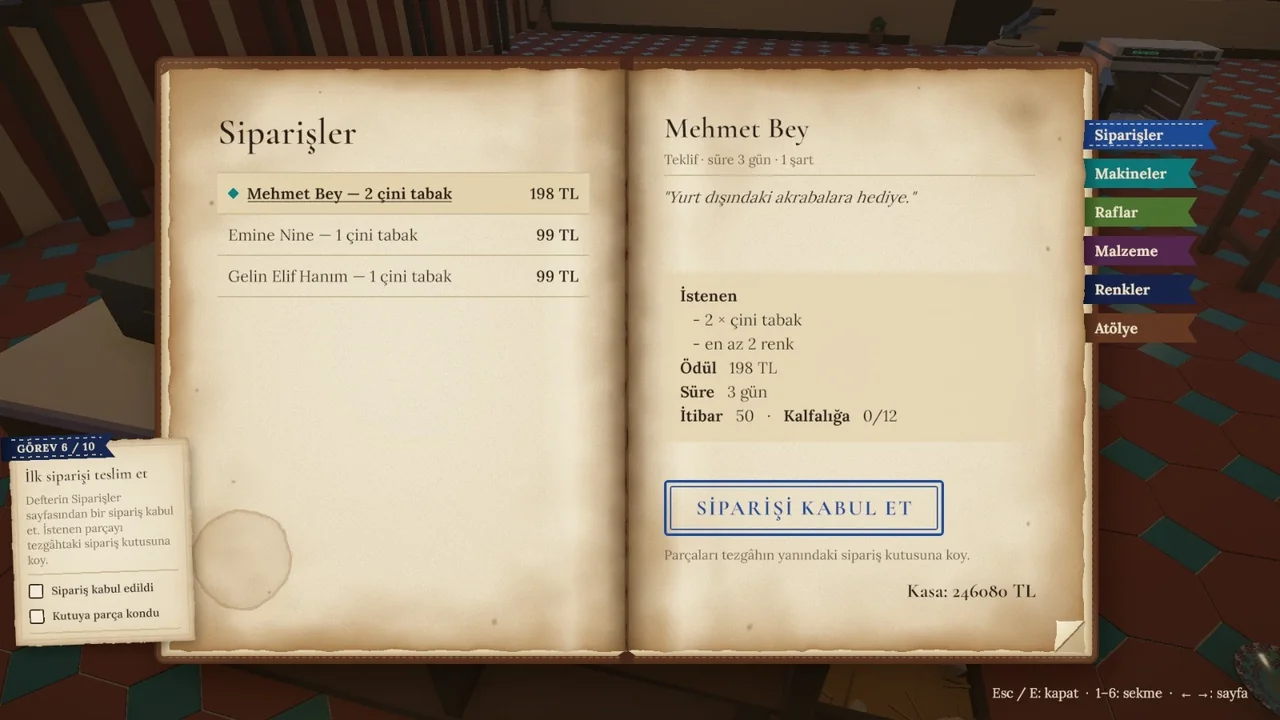 Siparişler
Mehmet Bey — 2 çini tabak 198 TL
Emine Nine — 1 çini tabak 99 TL
Gelin Elif Hanım — 1 çini tabak 99 TL
Mehmet Bey
Teklif · süre 3 gün · 1 şart
"Yurt dışındaki akrabalara hediye."
İstenen
- 2 × çini tabak
- en az 2 renk
Ödül 198 TL
Süre 3 gün
İtibar 50 · Kalfalığa 0/12
SİPARİŞİ KABUL ET
Parçaları tezgâhın yanındaki sipariş kutusuna koy.
Kasa: 246080 TL
Siparişler
Makineler
Raflar
Malzeme
Renkler
Atölye
GÖREV 6 / 10
İlk siparişi teslim et
Defterin Siparişler
sayfasından bir sipariş kabul
et. İstenen parçayı
tezgâhtaki sipariş kutusuna
koy.
Sipariş kabul edildi
Kutuya parça kondu
Esc / E: kapat · 1–6: sekme · ← →: sayfa